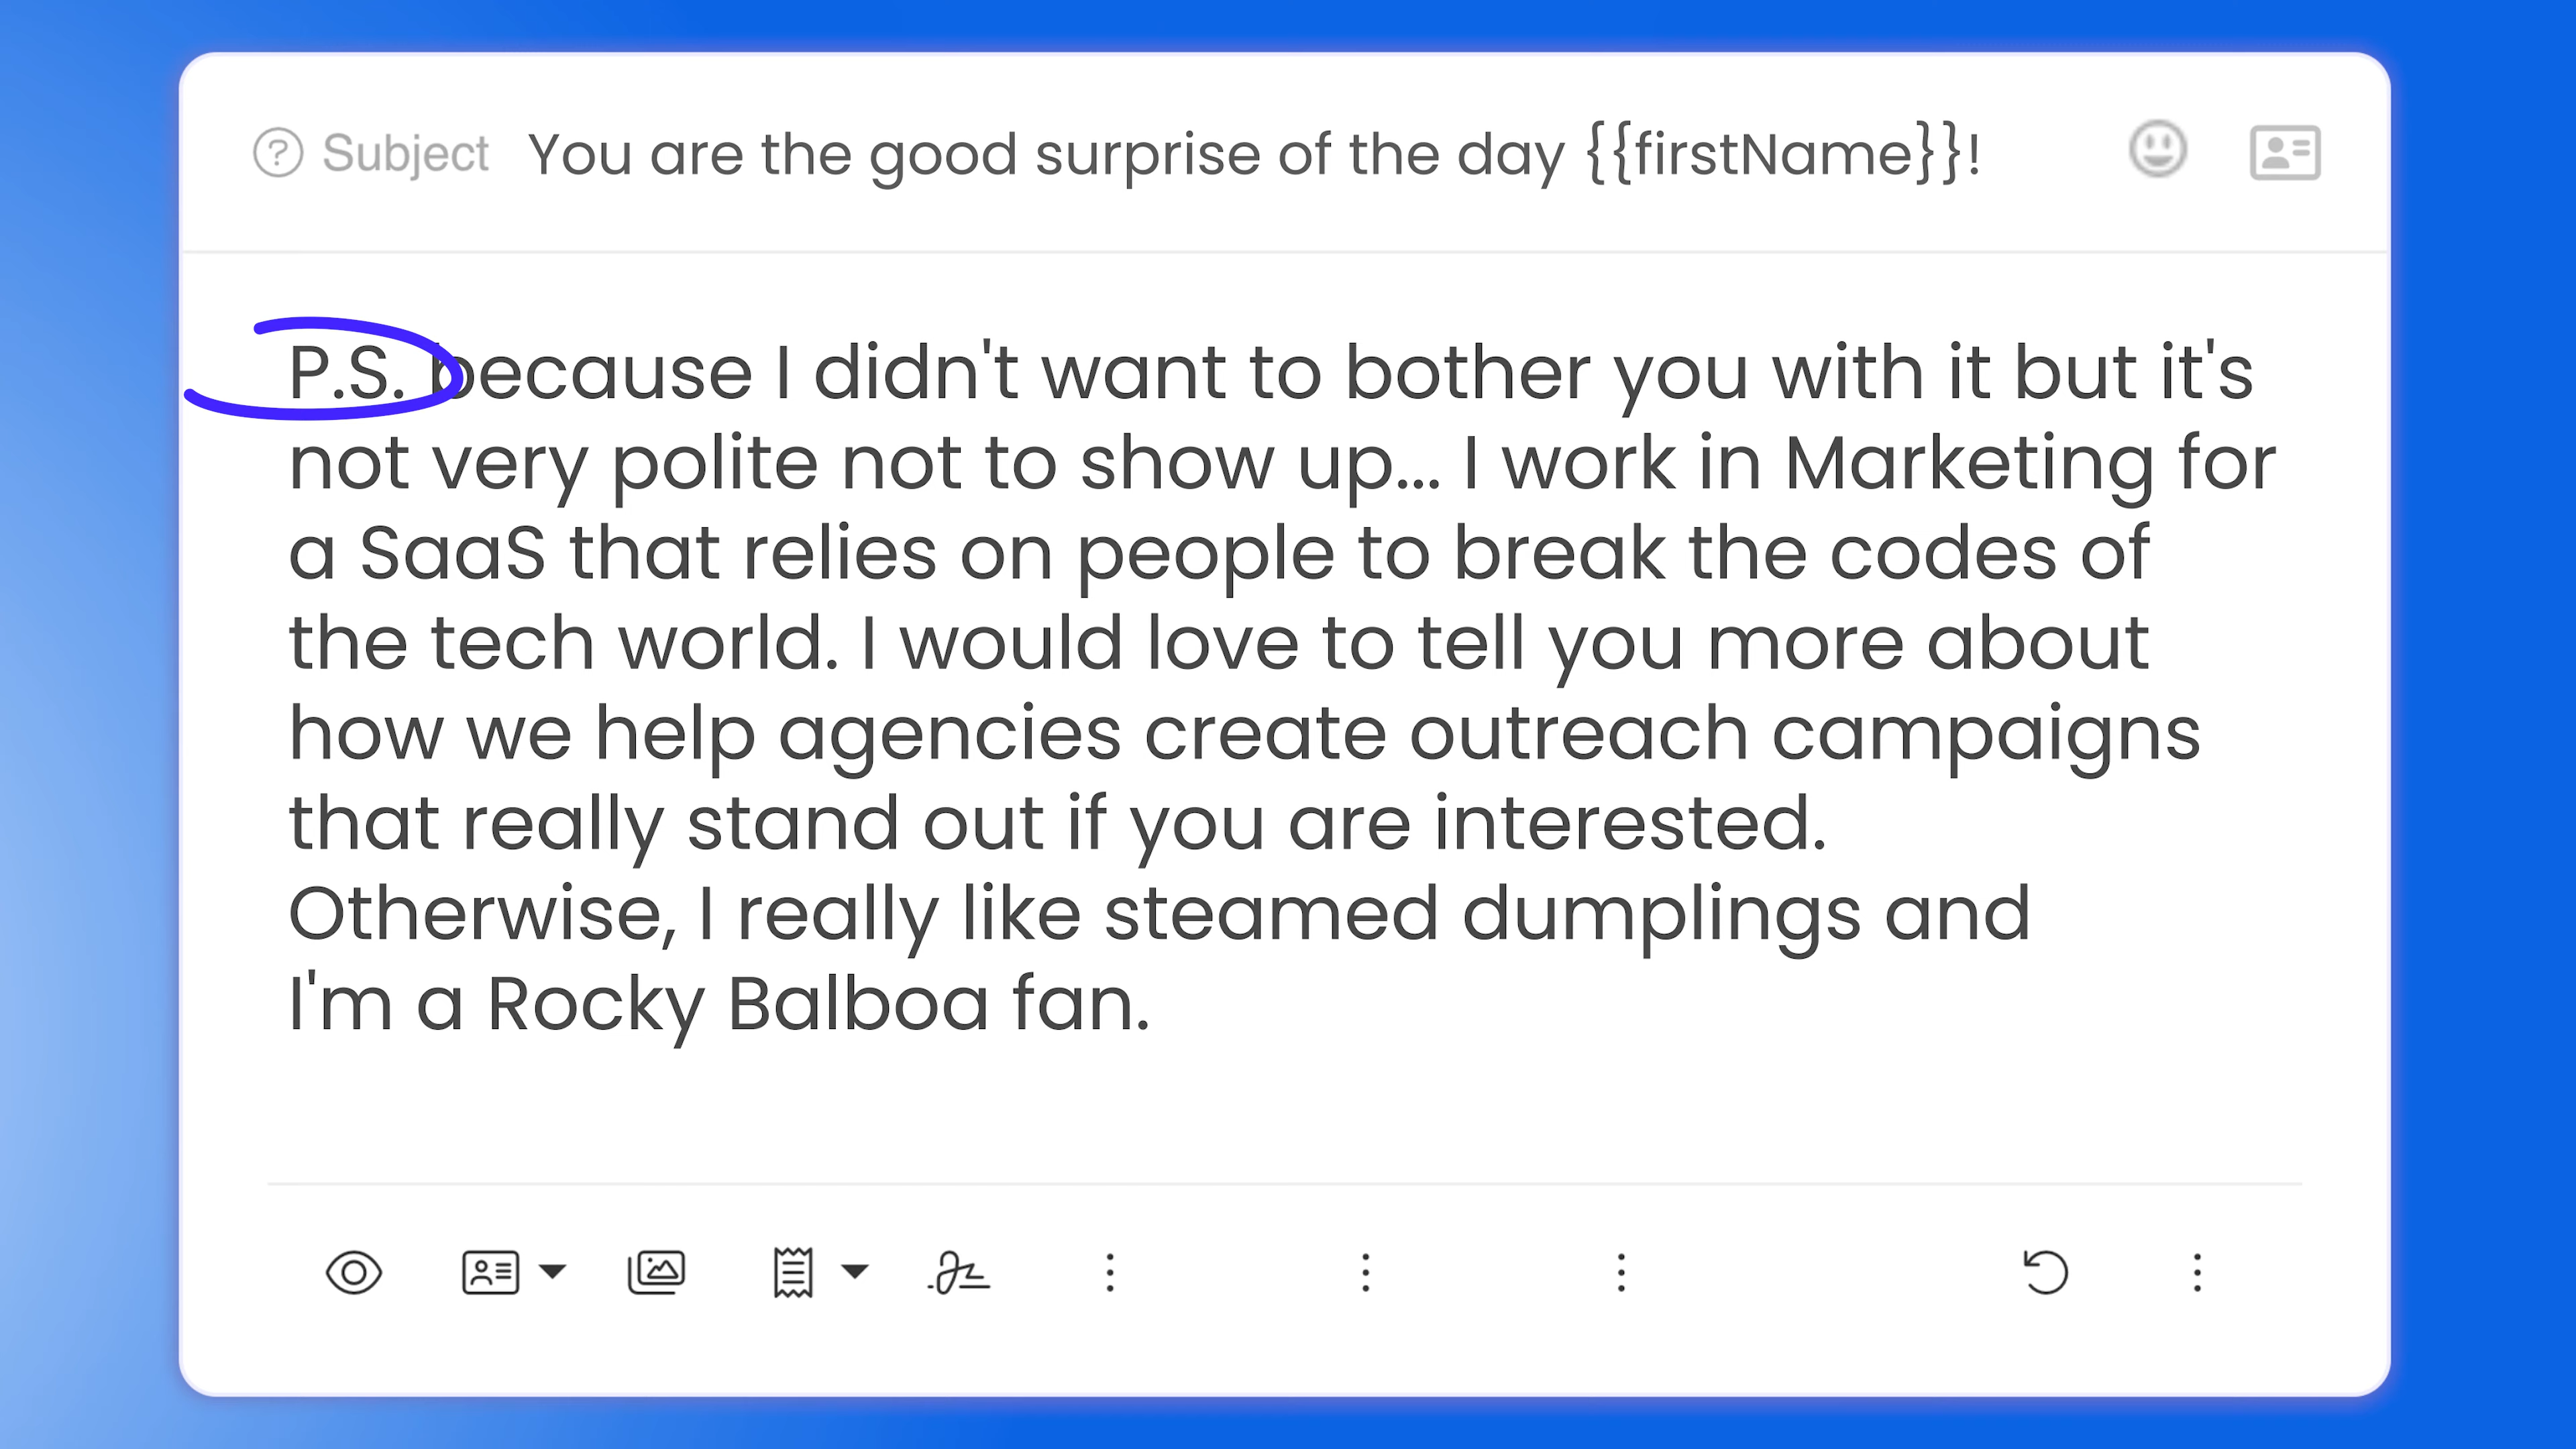 Subject You are the good surprise of the day {{firstName}}!
P.S. because I didn't want to bother you with it but it's
not very polite not to show up... I work in Marketing for
a SaaS that relies on people to break the codes of
the tech world. I would love to tell you more about
how we help agencies create outreach campaigns
that really stand out if you are interested.
Otherwise, I really like steamed dumplings and
I'm a Rocky Balboa fan.